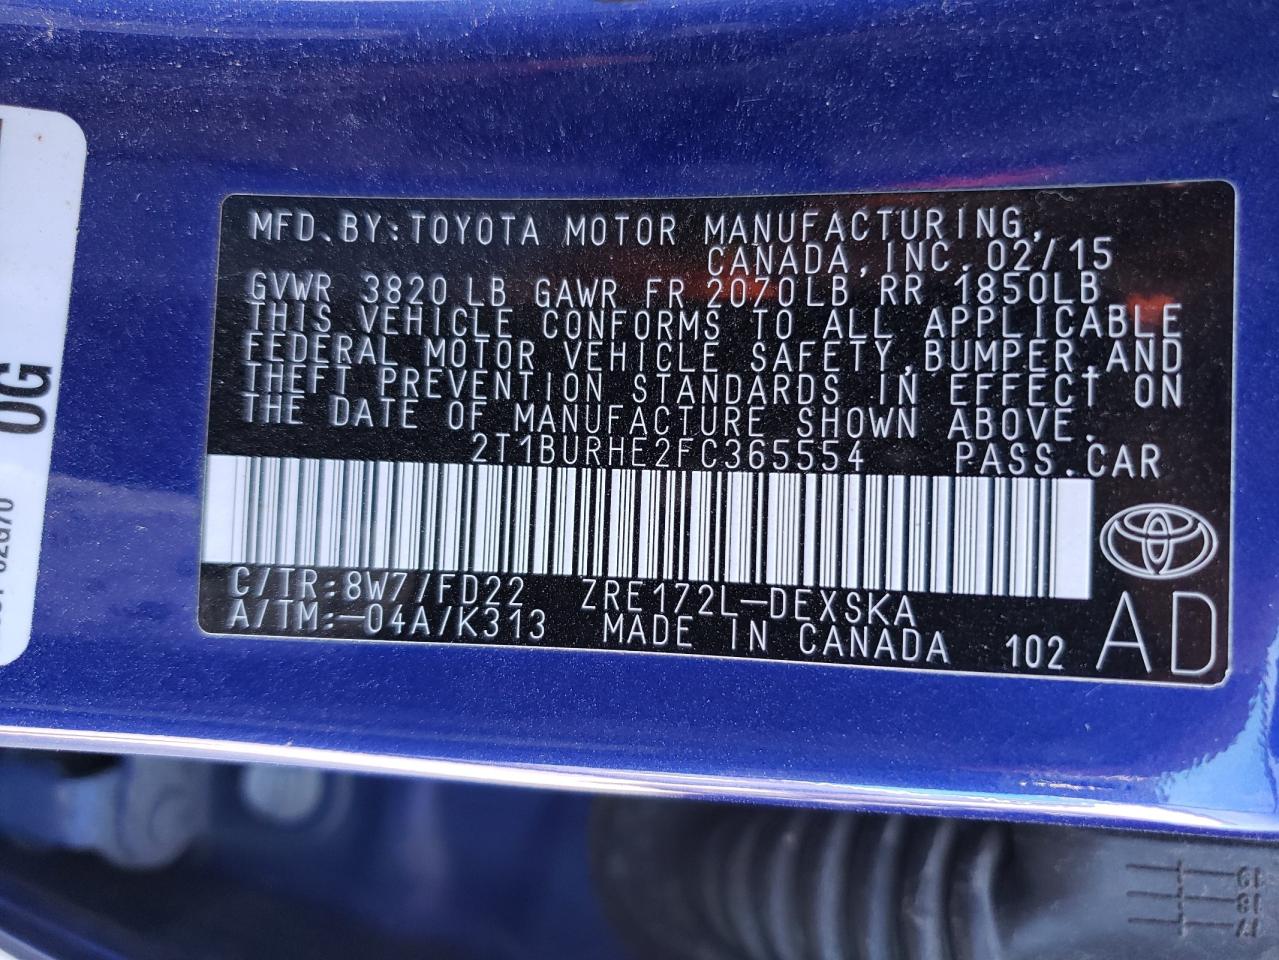 MFD.BY:TOYOTA MOTOR MANUFACTURING,
CANADA,INC.02/15
GVWR 3820 LB GAWR FR 2070LB RR 1850LB
THIS VEHICLE CONFORMS TO ALL APPLICABLE
FEDERAL MOTOR VEHICLE SAFETY,BUMPER,AND
THEFT PREVENTION STANDARDS IN EFFECT ON
THE DATE OF MANUFACTURE SHOWN ABOVE.
2T1BURHE2FC365554 PASS.CAR
C/TR:8W7/FD22 ZRE172L-DEXSKA
A/TM:-04A/K313 MADE IN CANADA 102 AD
0G
19
18
17